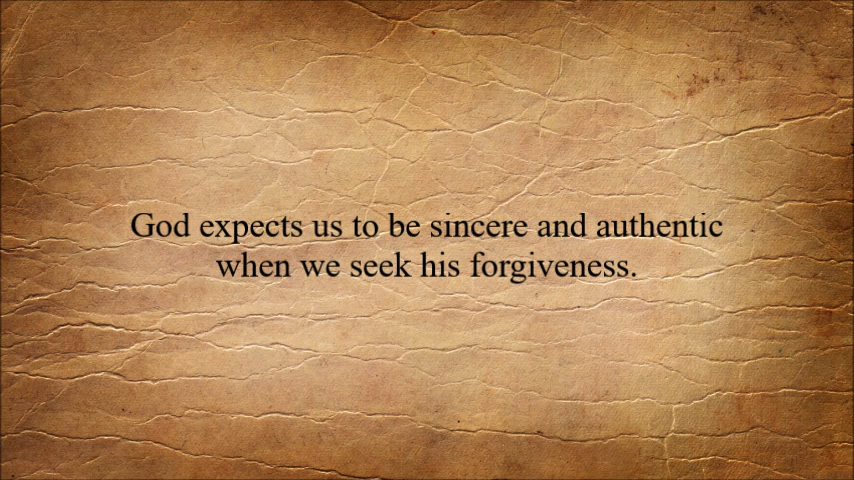 God expects us to be sincere and authentic
when we seek his forgiveness.